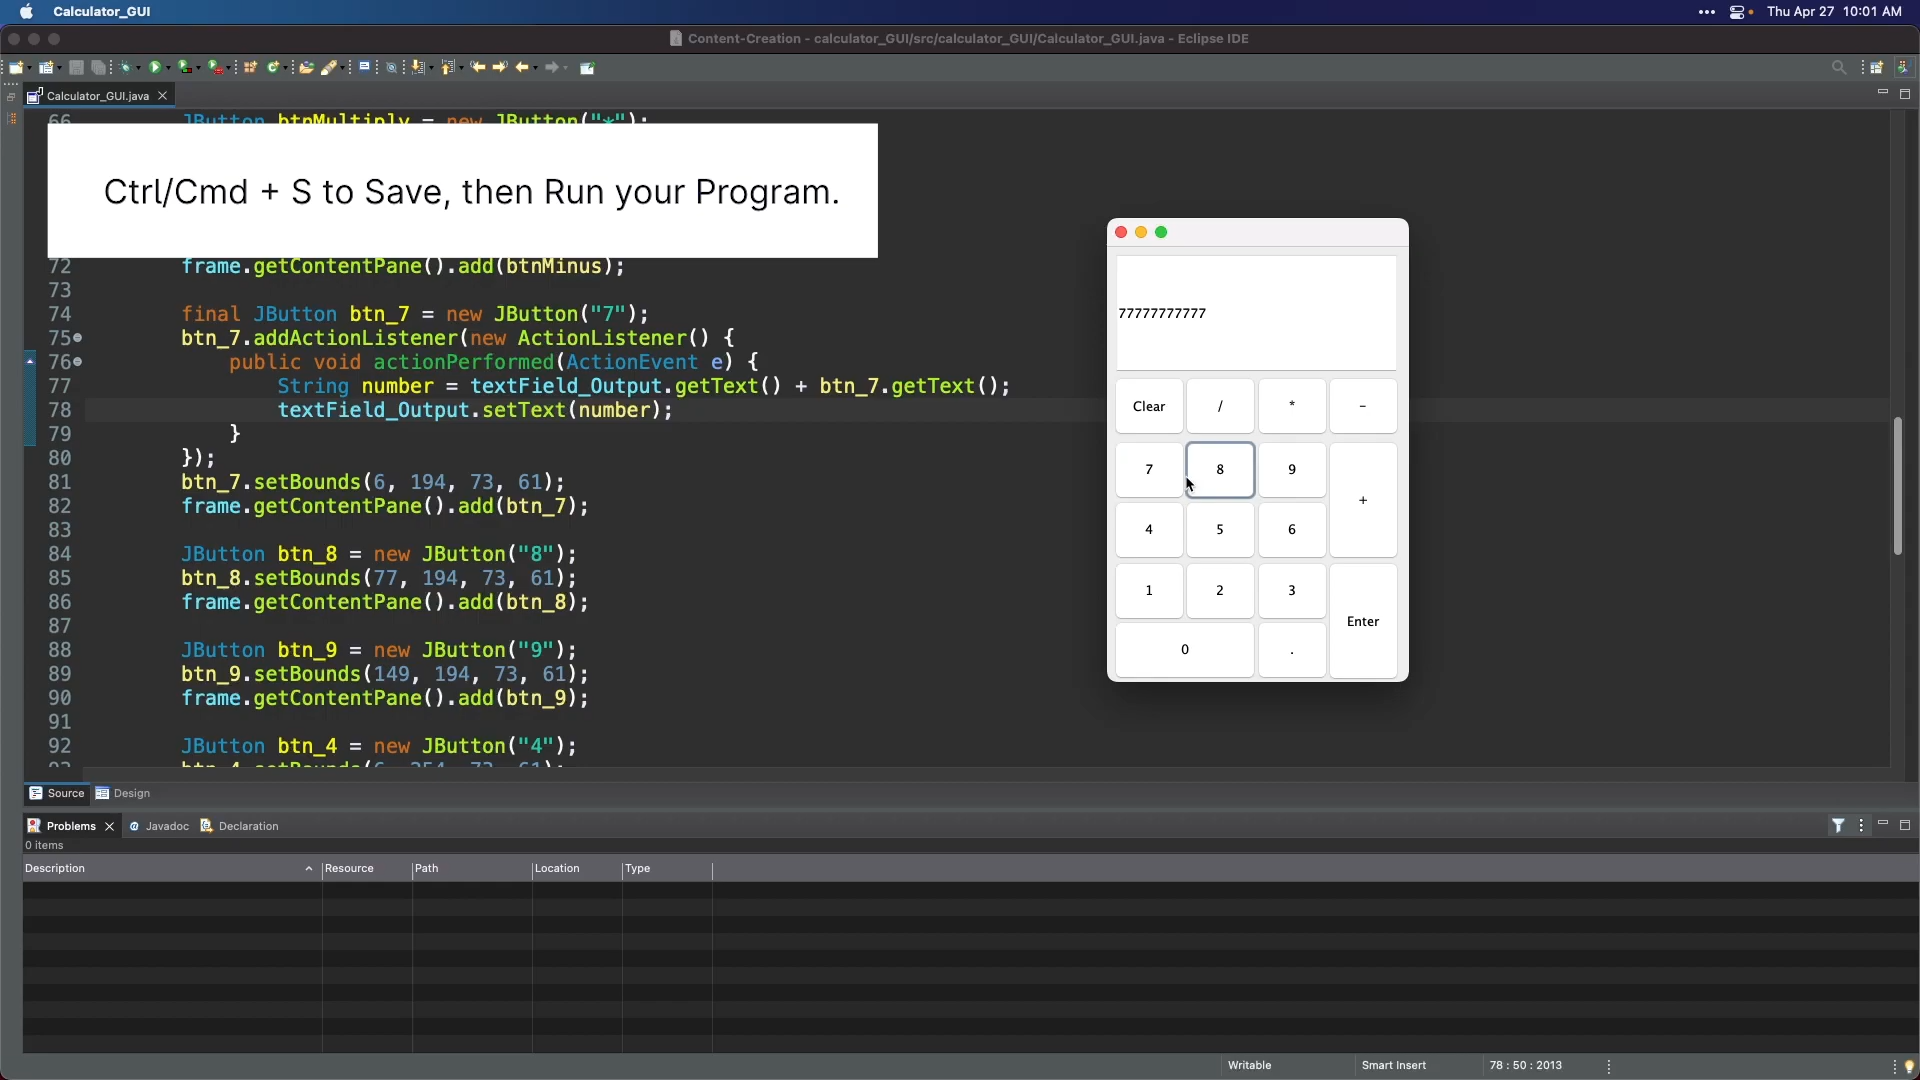 Calculator_GUI
Thu Apr 27 10:01 AM
Content-Creation - calculator_GUI/src/calculator_GUI/Calculator_GUI.java - Eclipse IDE
Calculator_GUI.java
66 JButton btnMultiply = new JButton("*");
Ctrl/Cmd + S to Save, then Run your Program.
72 frame.getContentPane().add(btnMinus);
73
74 final JButton btn_7 = new JButton("7");
75 btn_7.addActionListener(new ActionListener() {
76 public void actionPerformed(ActionEvent e) {
77 String number = textField_Output.getText() + btn_7.getText();
78 textField_Output.setText(number);
79 }
80 });
81 btn_7.setBounds(6, 194, 73, 61);
82 frame.getContentPane().add(btn_7);
83
84 JButton btn_8 = new JButton("8");
85 btn_8.setBounds(77, 194, 73, 61);
86 frame.getContentPane().add(btn_8);
87
88 JButton btn_9 = new JButton("9");
89 btn_9.setBounds(149, 194, 73, 61);
90 frame.getContentPane().add(btn_9);
91
92 JButton btn_4 = new JButton("4");
77777777777
Clear / * -
7 8 9 +
4 5 6
1 2 3 Enter
0 .
Source Design
Problems Javadoc Declaration
0 items
Description Resource Path Location Type
Writable Smart Insert 78 : 50 : 2013